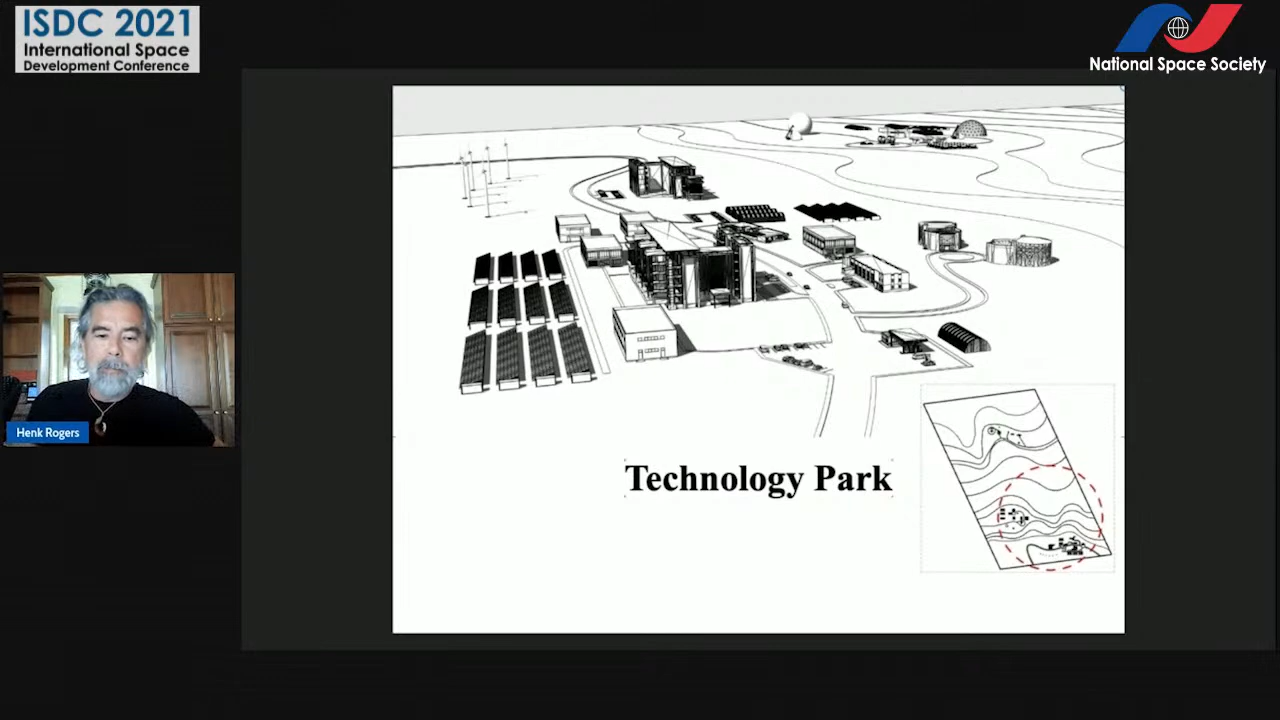 ISDC 2021
International Space
Development Conference
National Space Society
Henk Rogers
Technology Park